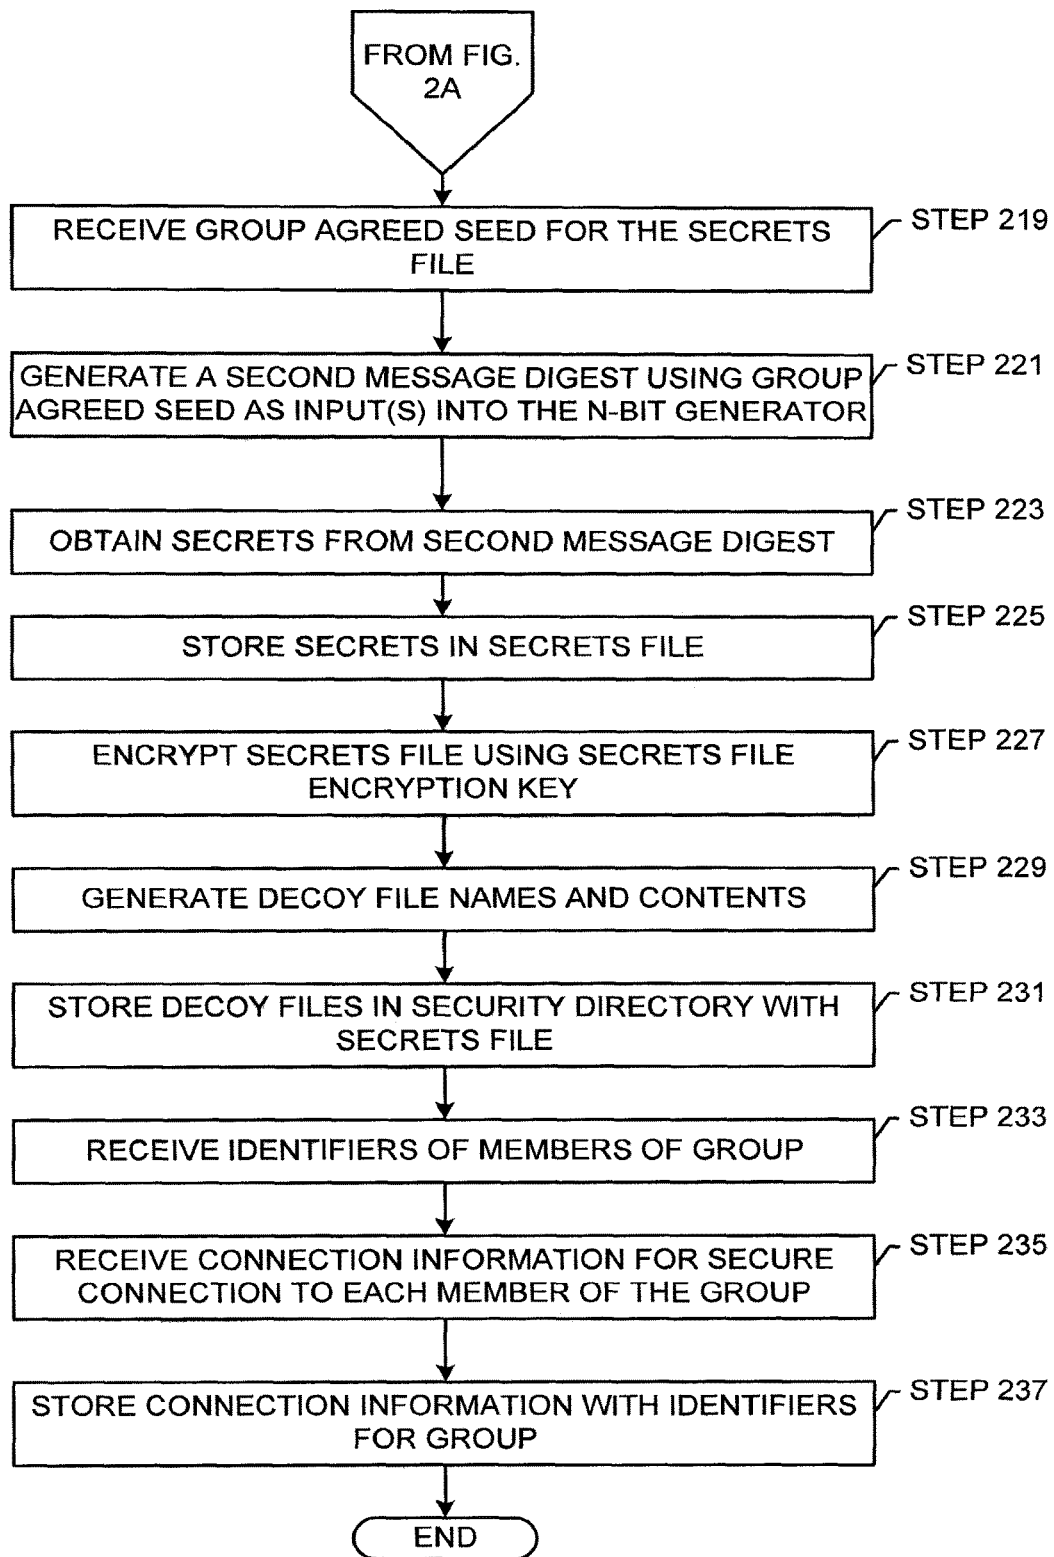 FROM FIG.
2A
RECEIVE GROUP AGREED SEED FOR THE SECRETS
FILE
STEP 219
GENERATE A SECOND MESSAGE DIGEST USING GROUP
AGREED SEED AS INPUT(S) INTO THE N-BIT GENERATOR
STEP 221
OBTAIN SECRETS FROM SECOND MESSAGE DIGEST
STEP 223
STORE SECRETS IN SECRETS FILE
STEP 225
ENCRYPT SECRETS FILE USING SECRETS FILE
ENCRYPTION KEY
STEP 227
GENERATE DECOY FILE NAMES AND CONTENTS
STEP 229
STORE DECOY FILES IN SECURITY DIRECTORY WITH
SECRETS FILE
STEP 231
RECEIVE IDENTIFIERS OF MEMBERS OF GROUP
STEP 233
RECEIVE CONNECTION INFORMATION FOR SECURE
CONNECTION TO EACH MEMBER OF THE GROUP
STEP 235
STORE CONNECTION INFORMATION WITH IDENTIFIERS
FOR GROUP
STEP 237
END